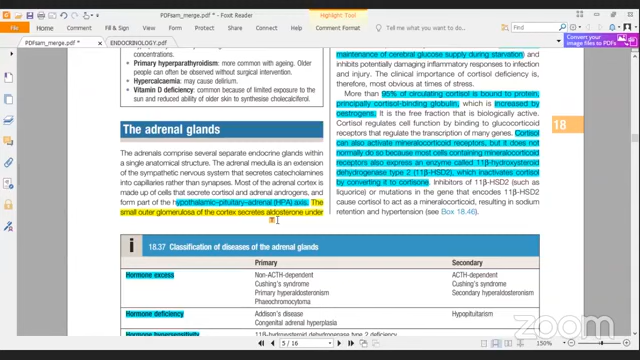 PDFsam_merge.pdf * - Foxit Reader
Highlight Tool
File
Home
Comment
View
Form
Protect
Share
Help
Extras
Arrange
Tell me what you want to do...
Find
PDFsam_merge.pdf *
ENDOCRINOLOGY.pdf
Convert your
image files to PDF
concentrations.
• Primary hyperparathyroidism: more common with ageing. Older
people can often be observed without surgical intervention.
• Hypercalcaemia: may cause delirium.
• Vitamin D deficiency: common because of limited exposure to the
sun and reduced ability of older skin to synthesise cholecalciferol.
The adrenal glands
The adrenals comprise several separate endocrine glands within
a single anatomical structure. The adrenal medulla is an extension
of the sympathetic nervous system that secretes catecholamines
into capillaries rather than synapses. Most of the adrenal cortex is
made up of cells that secrete cortisol and adrenal androgens, and
form part of the hypothalamic–pituitary–adrenal (HPA) axis. The
small outer glomerulosa of the cortex secretes aldosterone under
maintenance of cerebral glucose supply during starvation) and
inhibits potentially damaging inflammatory responses to infection
and injury. The clinical importance of cortisol deficiency is,
therefore, most obvious at times of stress.
More than 95% of circulating cortisol is bound to protein,
principally cortisol-binding globulin, which is increased by
oestrogens. It is the free fraction that is biologically active.
Cortisol regulates cell function by binding to glucocorticoid
receptors that regulate the transcription of many genes. Cortisol
can also activate mineralocorticoid receptors, but it does not
normally do so because most cells containing mineralocorticoid
receptors also express an enzyme called 11β-hydroxysteroid
dehydrogenase type 2 (11β-HSD2), which inactivates cortisol
by converting it to cortisone. Inhibitors of 11β-HSD2 (such
as liquorice) or mutations in the gene that encodes 11β-HSD2
cause cortisol to act as a mineralocorticoid, resulting in sodium
retention and hypertension (see Box 18.46).
18
i
18.37 Classification of diseases of the adrenal glands
Primary
Secondary
Hormone excess
Non-ACTH-dependent
Cushing's syndrome
Primary hyperaldosteronism
Phaeochromocytoma
ACTH-dependent
Cushing's syndrome
Secondary hyperaldosteronism
Hormone deficiency
Addison's disease
Congenital adrenal hyperplasia
Hypopituitarism
Hormone hypersensitivity
11β-hydroxysteroid dehydrogenase type 2 deficiency
5 / 16
150%
zoom